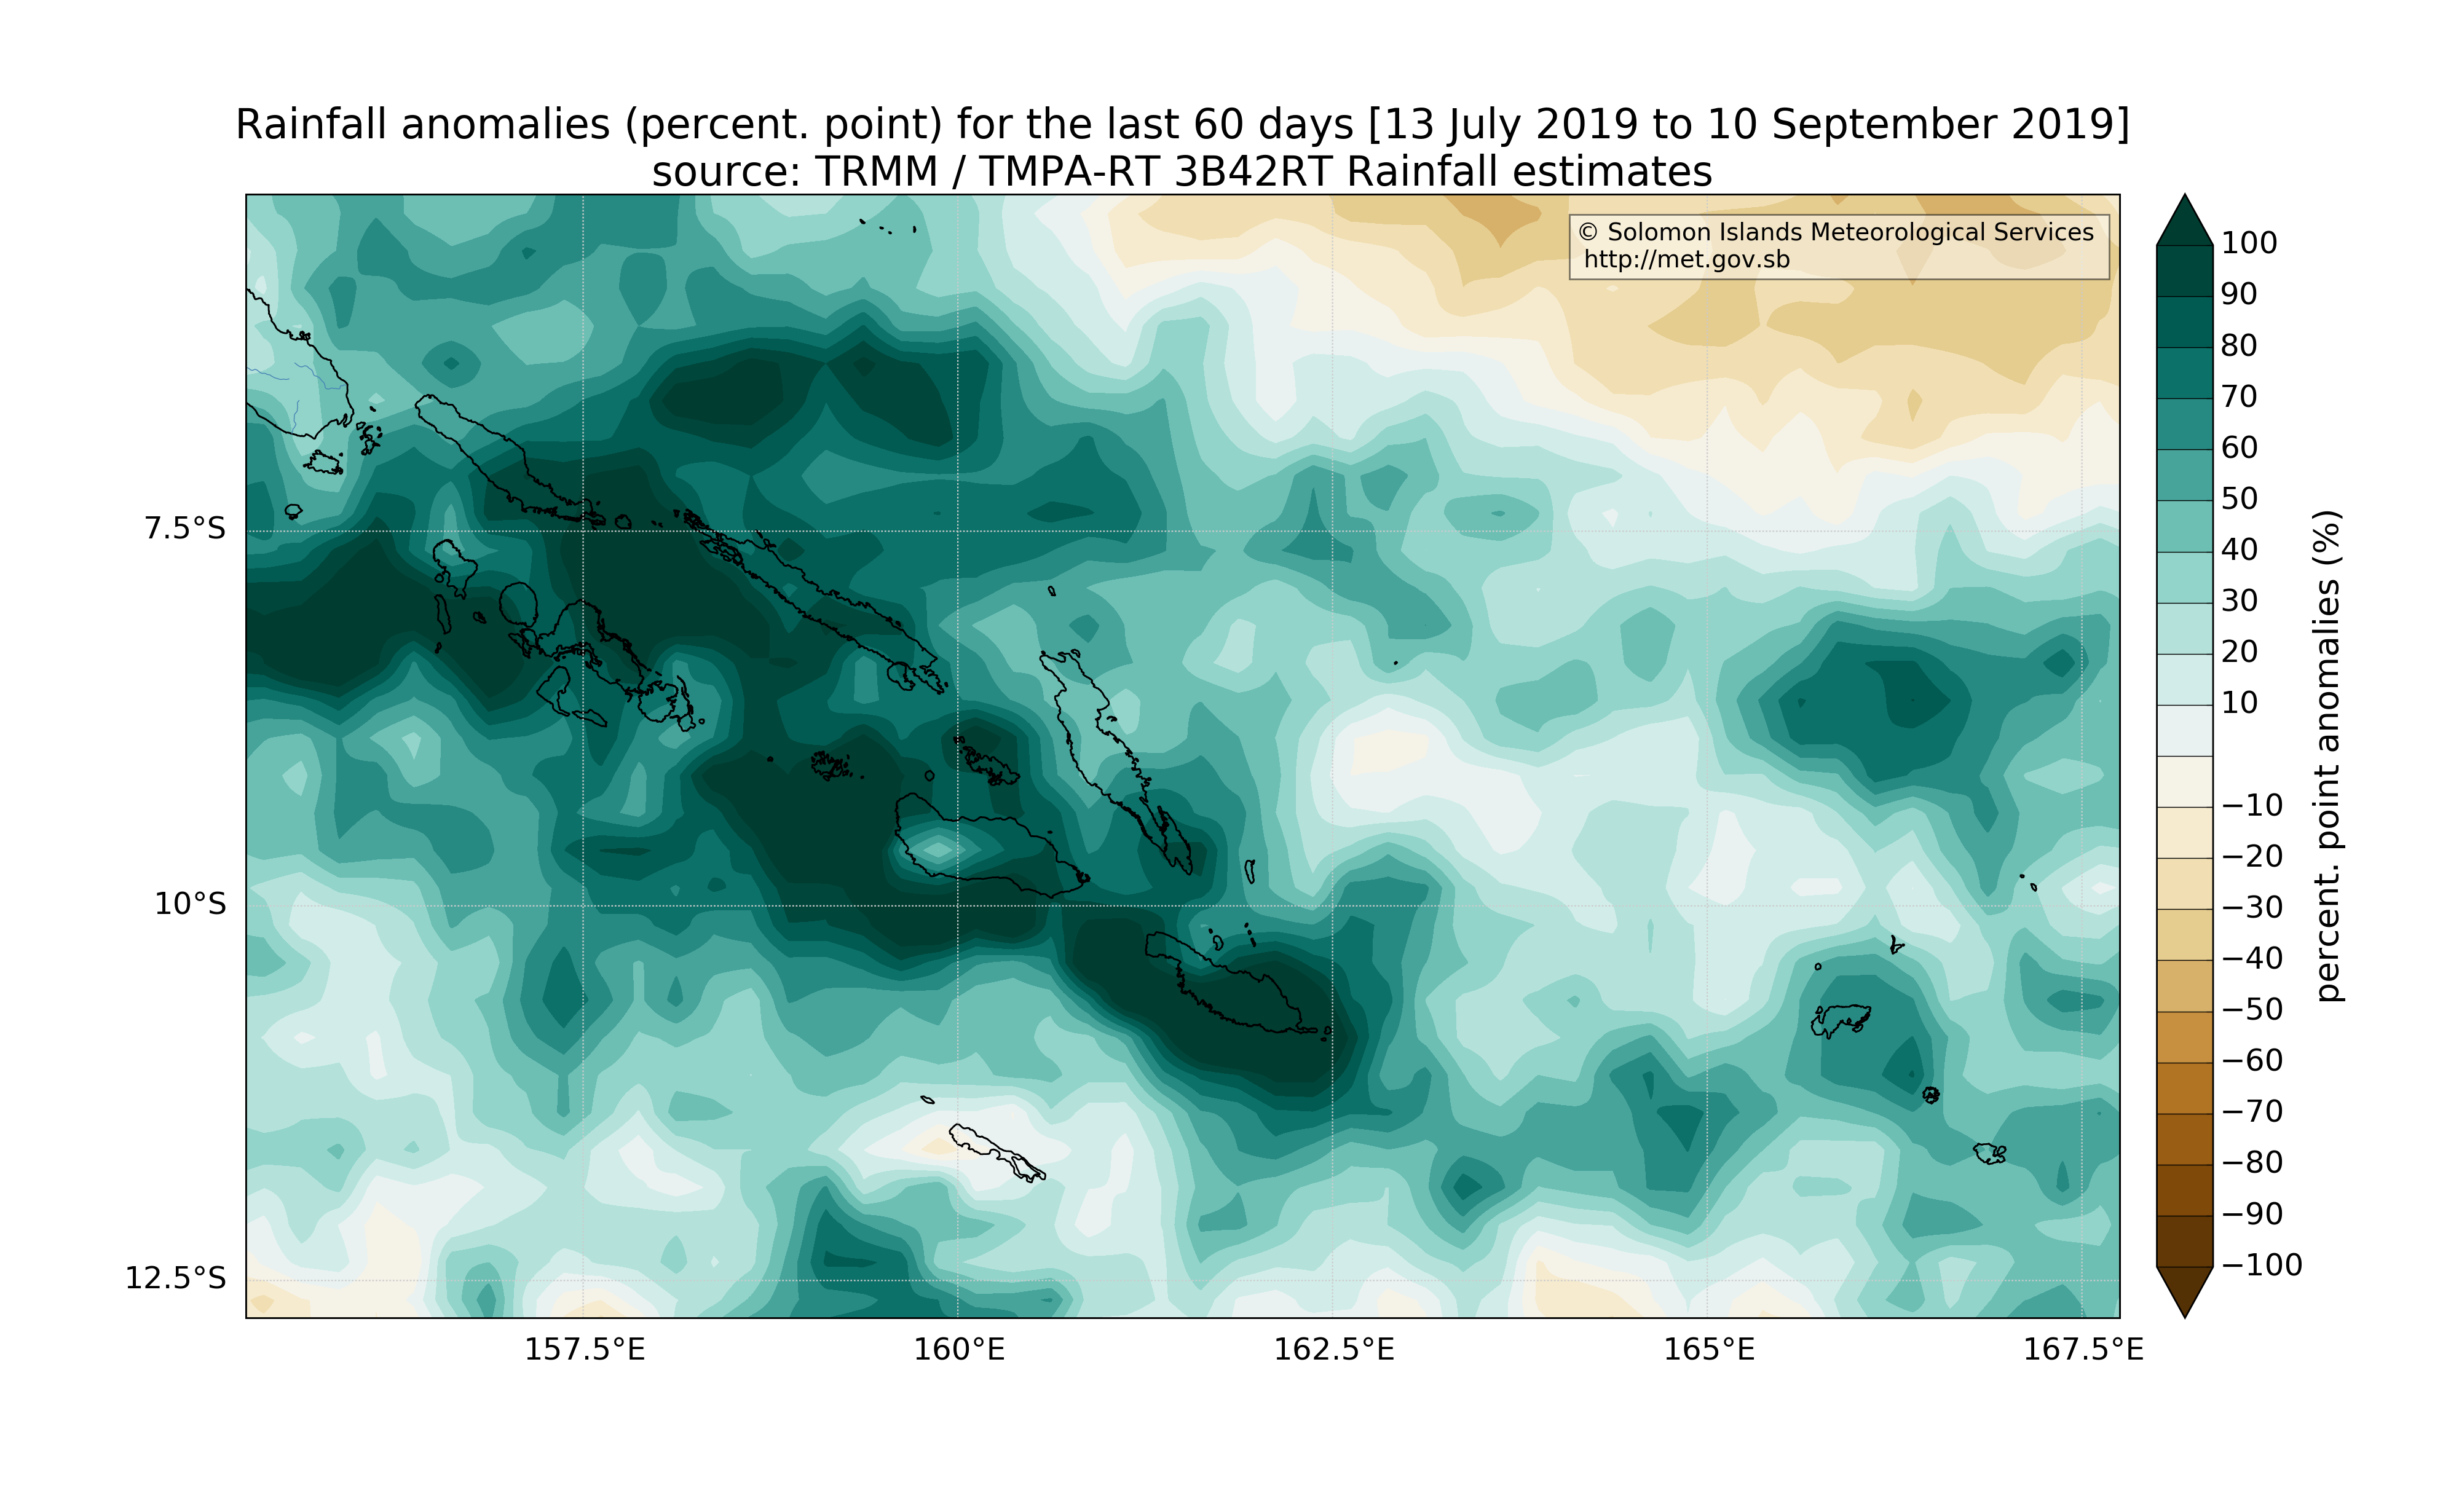 Rainfall anomalies (percent. point) for the last 60 days [13 July 2019 to 10 September 2019]
source: TRMM / TMPA-RT 3B42RT Rainfall estimates
© Solomon Islands Meteorological Services
http://met.gov.sb
7.5°S
10°S
12.5°S
157.5°E
160°E
162.5°E
165°E
167.5°E
100
90
80
70
60
50
40
30
20
10
−10
−20
−30
−40
−50
−60
−70
−80
−90
−100
percent. point anomalies (%)